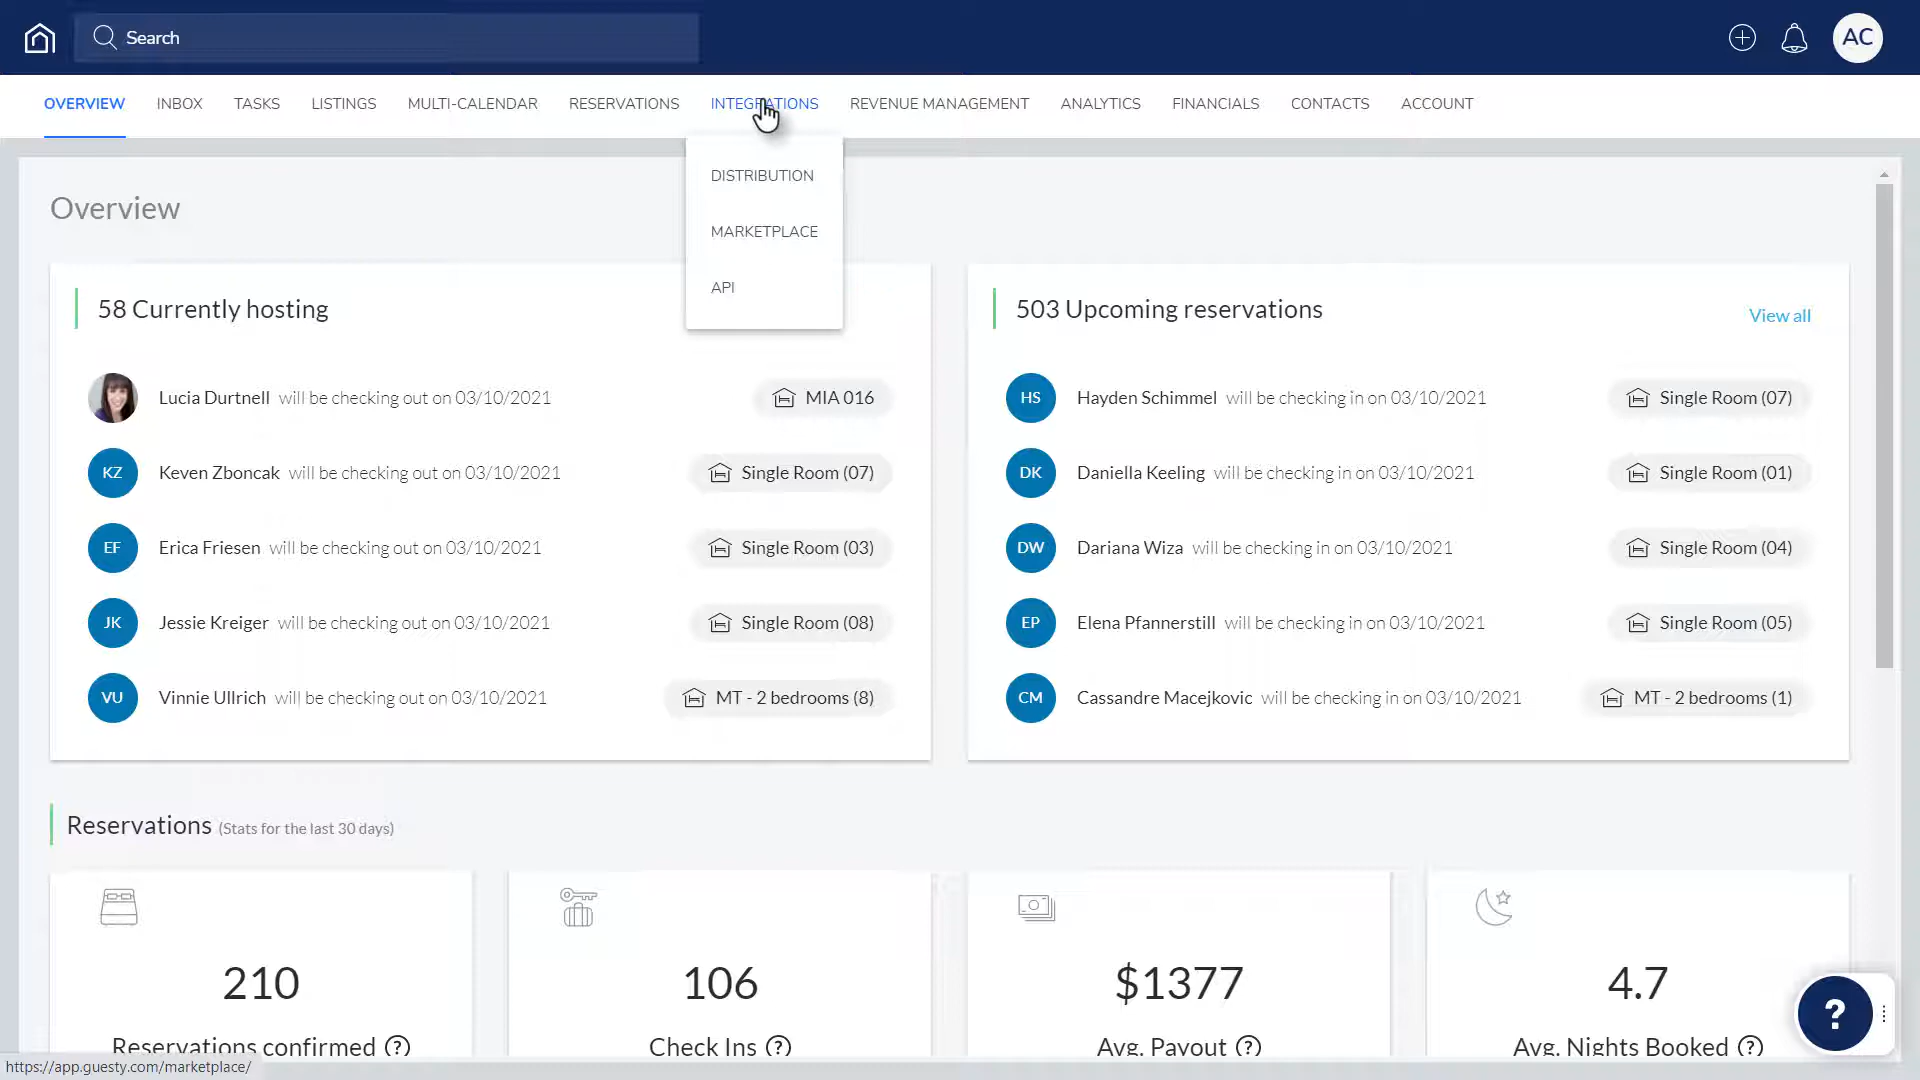 Search
AC
OVERVIEW INBOX TASKS LISTINGS MULTI-CALENDAR RESERVATIONS INTEGRATIONS REVENUE MANAGEMENT ANALYTICS FINANCIALS CONTACTS ACCOUNT
DISTRIBUTION
MARKETPLACE
API
Overview
58 Currently hosting
Lucia Durtnell will be checking out on 03/10/2021 MIA 016
KZ Keven Zboncak will be checking out on 03/10/2021 Single Room (07)
EF Erica Friesen will be checking out on 03/10/2021 Single Room (03)
JK Jessie Kreiger will be checking out on 03/10/2021 Single Room (08)
VU Vinnie Ullrich will be checking out on 03/10/2021 MT - 2 bedrooms (8)
503 Upcoming reservations View all
HS Hayden Schimmel will be checking in on 03/10/2021 Single Room (07)
DK Daniella Keeling will be checking in on 03/10/2021 Single Room (01)
DW Dariana Wiza will be checking in on 03/10/2021 Single Room (04)
EP Elena Pfannerstill will be checking in on 03/10/2021 Single Room (05)
CM Cassandre Macejkovic will be checking in on 03/10/2021 MT - 2 bedrooms (1)
Reservations (Stats for the last 30 days)
210
Reservations confirmed ?
106
Check Ins ?
$1377
Avg. Payout ?
4.7
Avg. Nights Booked ?
?
https://app.guesty.com/marketplace/